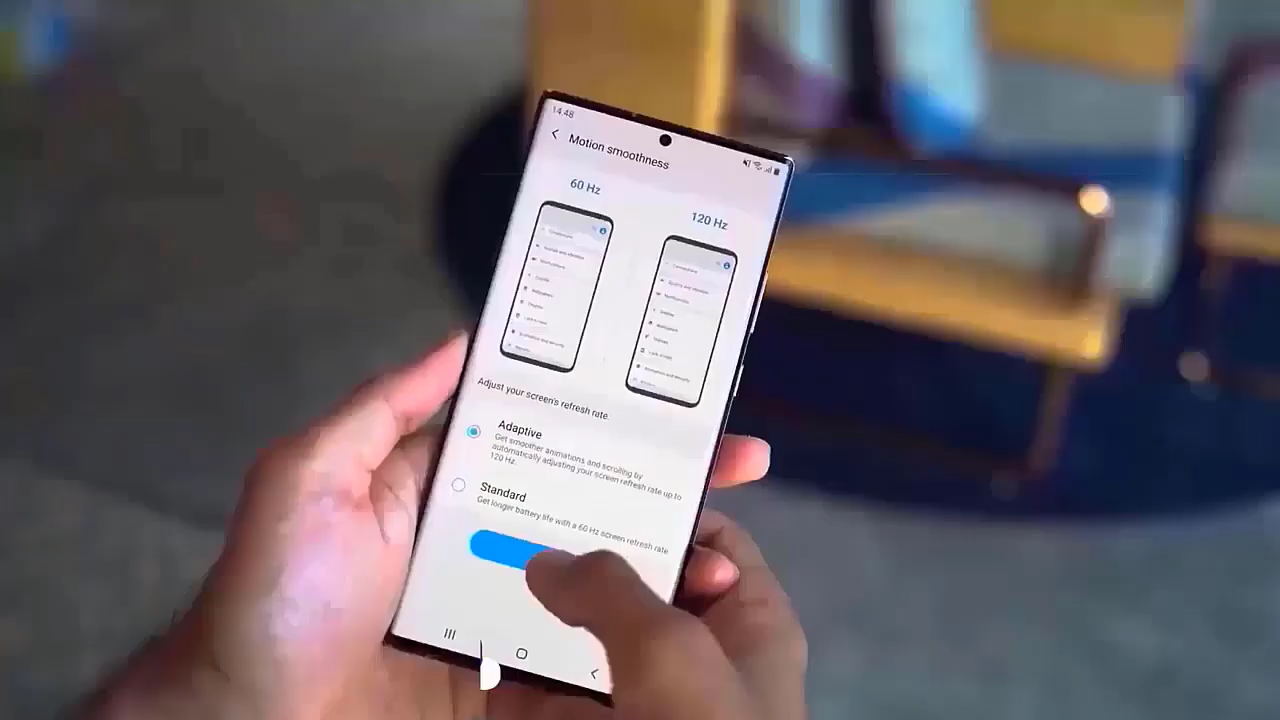 14:48
Motion smoothness
60 Hz
120 Hz
Adjust your screen's refresh rate.
Adaptive
Get smoother animations and scrolling by
automatically adjusting your screen refresh rate up to
120 Hz.
Standard
Get longer battery life with a 60 Hz screen refresh rate